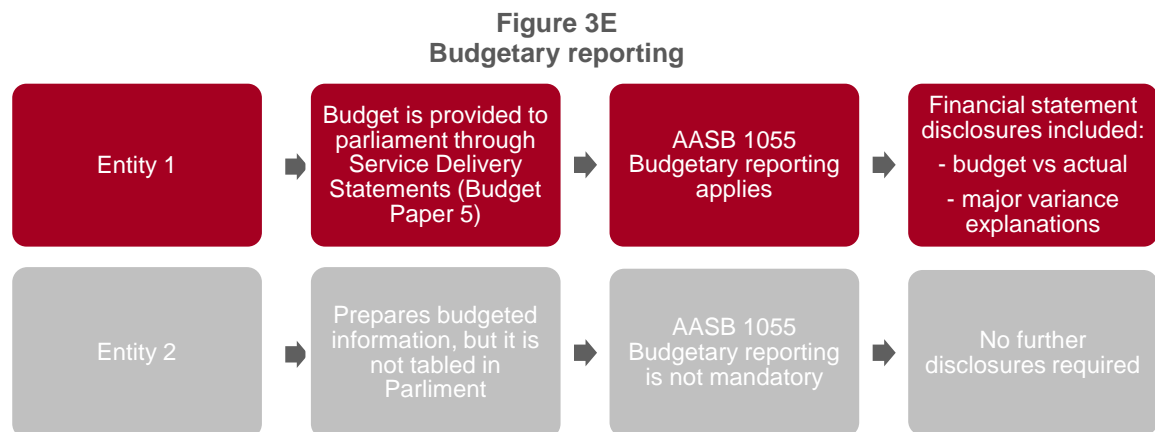 Figure 3E
Budgetary reporting
Entity 1
Budget is provided to
parliament through
Service Delivery
Statements (Budget
Paper 5)
AASB 1055
Budgetary reporting
applies
Financial statement
disclosures included:
- budget vs actual
- major variance
explanations
Entity 2
Prepares budgeted
information, but it is
not tabled in
Parliment
AASB 1055
Budgetary reporting
is not mandatory
No further
disclosures required